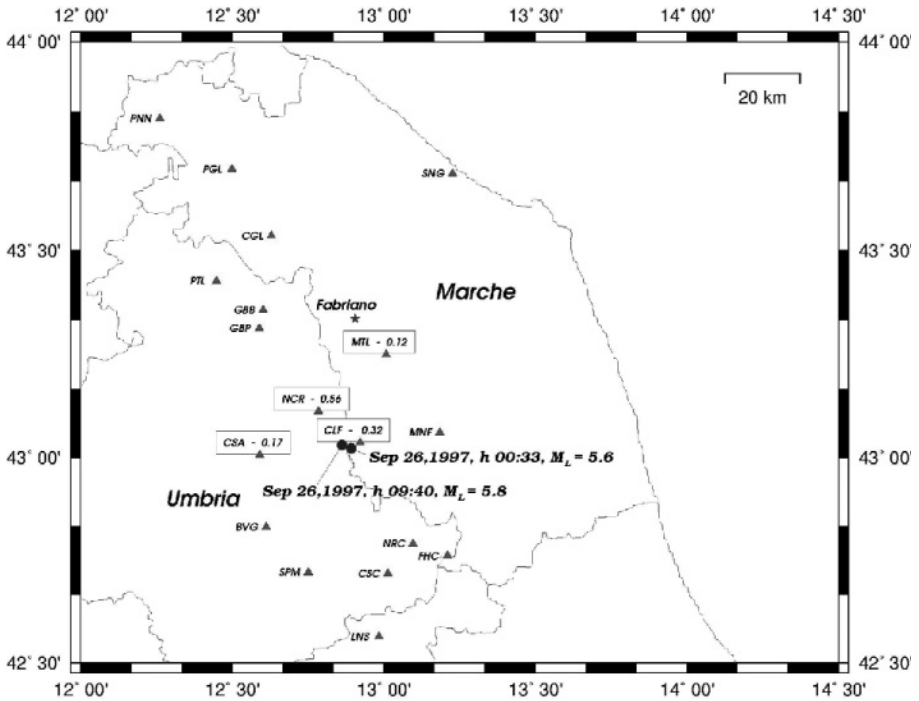 12˚ 00' 12˚ 30' 13˚ 00' 13˚ 30' 14˚ 00' 14˚ 30'
44˚ 00' 44˚ 00'
20 km
PNN
PGL
SNG
CGL
43˚ 30' 43˚ 30'
PTL
Marche
Fabriano
GBB
GBP
MTL - 0.12
NCR - 0.56
CLF - 0.32
MNF
CSA - 0.17
43˚ 00' 43˚ 00'
Sep 26,1997, h 00:33, ML = 5.6
Sep 26,1997, h 09:40, ML = 5.8
Umbria
BVG
NRC
FHC
SPM
CSC
LNS
42˚ 30' 42˚ 30'
12˚ 00' 12˚ 30' 13˚ 00' 13˚ 30' 14˚ 00' 14˚ 30'